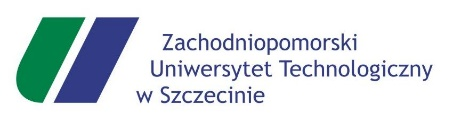 Zachodniopomorski
Uniwersytet Technologiczny
w Szczecinie